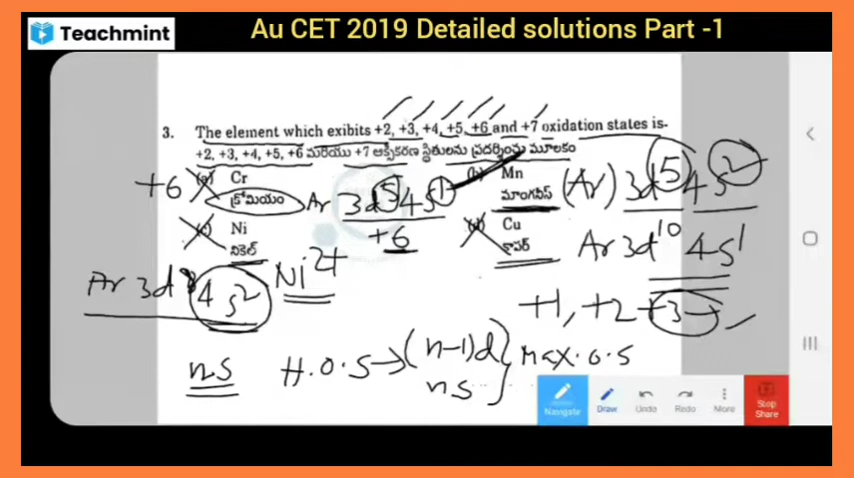 Teachmint
Au CET 2019 Detailed solutions Part -1
3. The element which exibits +2, +3, +4, +5, +6 and +7 oxidation states is-
+2, +3, +4, +5, +6 మరియు +7 ఆక్సీకరణ స్థితులను ప్రదర్శించు మూలకం
+6 (a) Cr
క్రోమియం Ar 3d5 4s1
+6
(b) Mn
మాంగనీస్ (Ar) 3d5 4s2
(c) Ni
నికెల్
Ar 3d8 4s2 Ni2+
(d) Cu
కాపర్ Ar 3d10 4s1
+1, +2 +3
ns H.O.S → (n-1)d
ns } max.o.s
Navigate Draw Undo Redo More Stop
Share